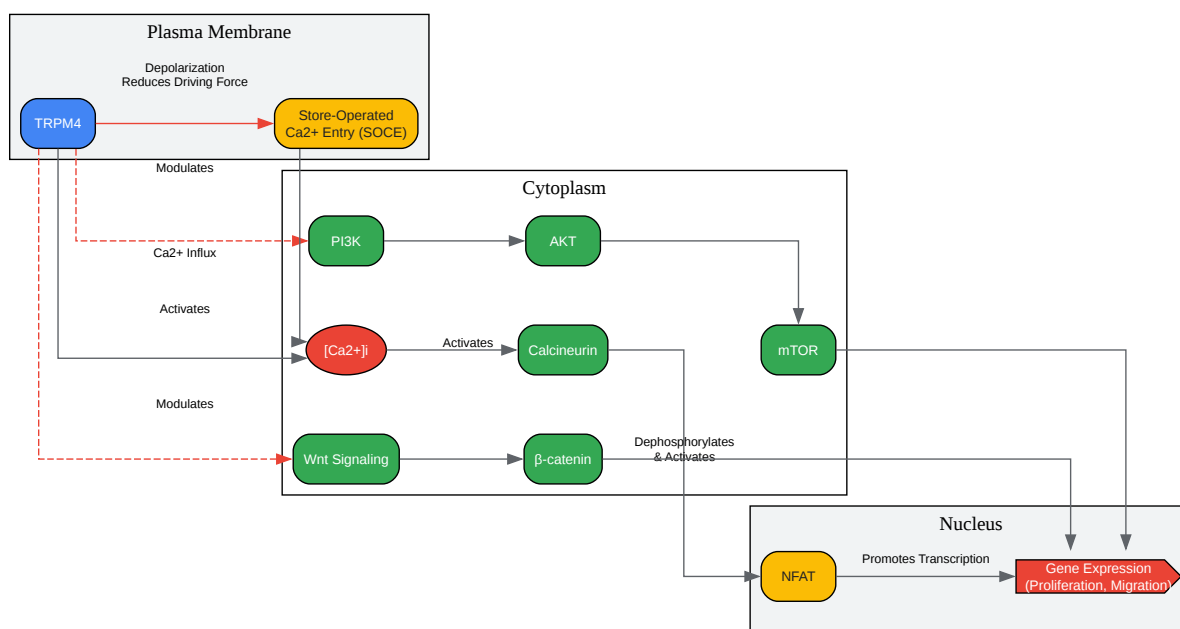 Plasma Membrane
Depolarization
Reduces Driving Force
TRPM4
Store-Operated
Ca2+ Entry (SOCE)
Modulates
Cytoplasm
PI3K
AKT
Ca2+ Influx
Activates
[Ca2+]i
Activates
Calcineurin
mTOR
Modulates
Wnt Signaling
β-catenin
Dephosphorylates
& Activates
Nucleus
NFAT
Promotes Transcription
Gene Expression
(Proliferation, Migration)